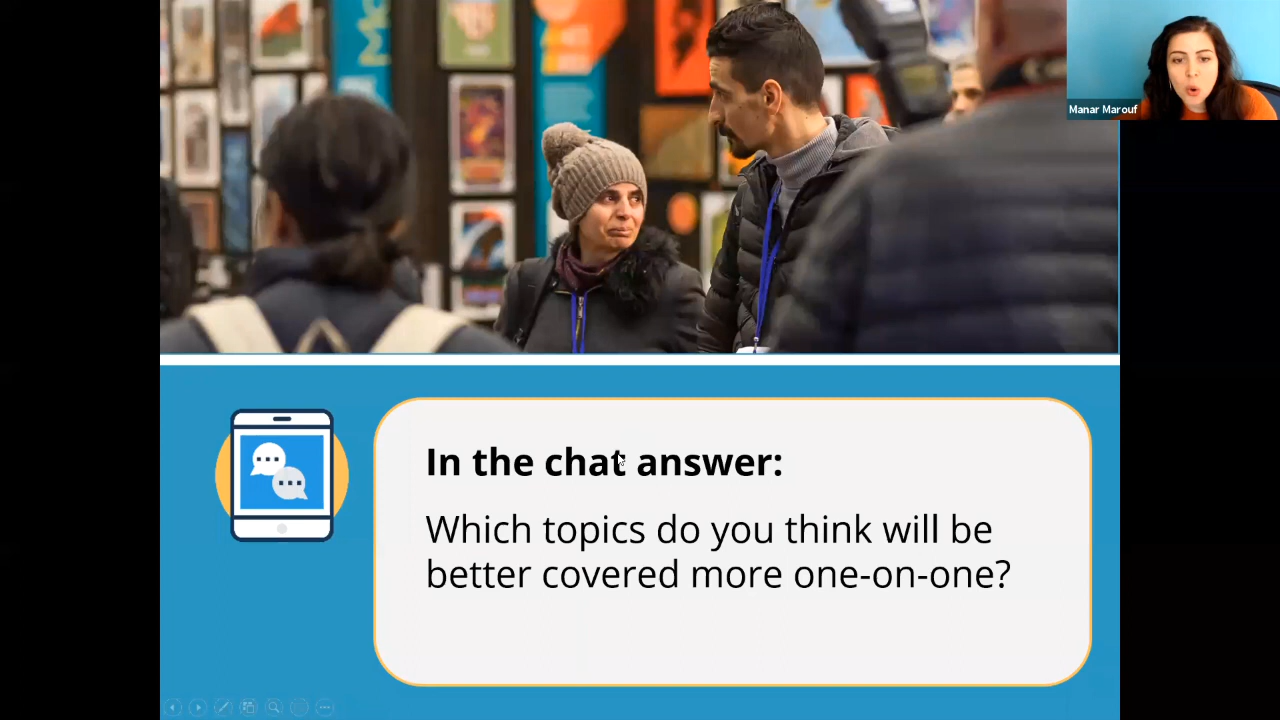 Manar Marouf
In the chat answer:
Which topics do you think will be
better covered more one-on-one?